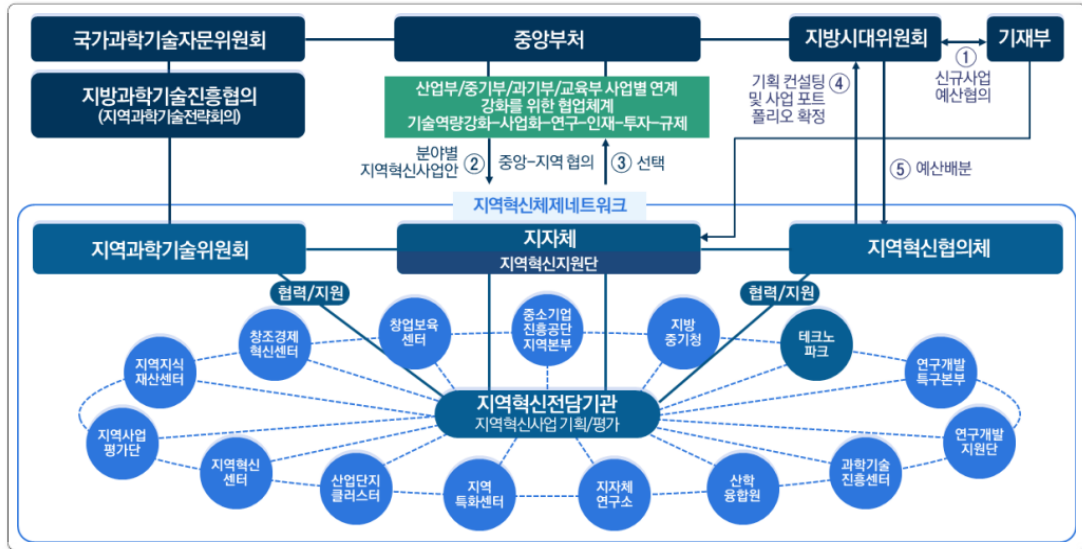 국가과학기술자문위원회
중앙부처
지방시대위원회
기재부
①
신규사업
예산협의
지방과학기술진흥협의
(지역과학기술전략회의)
산업부/중기부/과기부/교육부 사업별 연계
강화를 위한 협업체계
기술역량강화-사업화-연구-인재-투자-규제
기획 컨설팅 ④
및 사업 포트
폴리오 확정
분야별
지역혁신사업안
②
중앙-지역 협의
③ 선택
⑤ 예산배분
지역혁신체제네트워크
지역과학기술위원회
지자체
지역혁신지원단
지역혁신협의체
협력/지원
협력/지원
창조경제
혁신센터
창업보육
센터
중소기업
진흥공단
지역본부
지방
중기청
테크노
파크
지역지식
재산센터
연구개발
특구본부
지역혁신전담기관
지역혁신사업 기획/평가
지역사업
평가단
연구개발
지원단
지역혁신
센터
산업단지
클러스터
지역
특화센터
지자체
연구소
산학
융합원
과학기술
진흥센터